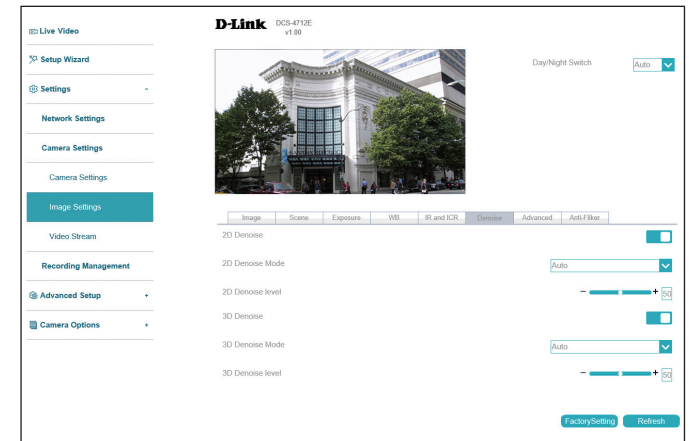 D-Link DCS-4712E
v1.00
Live Video
Setup Wizard
Settings -
Network Settings
Camera Settings
Camera Settings
Image Settings
Video Stream
Recording Management
Advanced Setup +
Camera Options +
Day/Night Switch Auto
Image Scene Exposure WB IR and ICR Denoise Advanced Anti-Fliker
2D Denoise
2D Denoise Mode Auto
2D Denoise level - + 50
3D Denoise
3D Denoise Mode Auto
3D Denoise level - + 50
FactorySetting Refresh